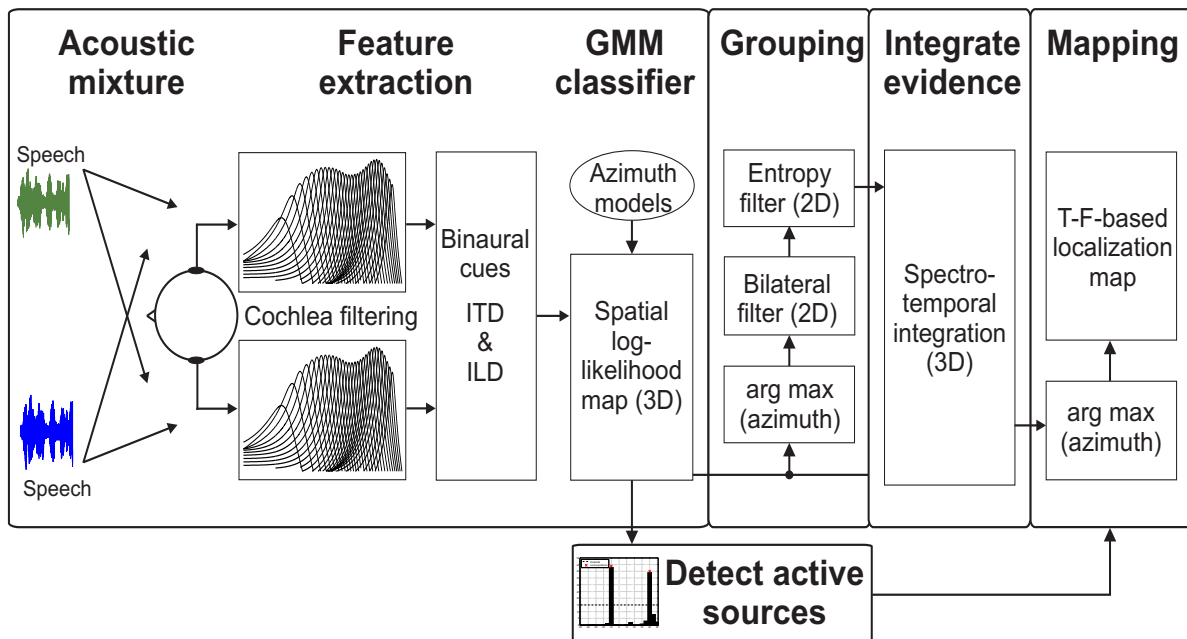 Acoustic
mixture
Feature
extraction
GMM
classifier
Grouping
Integrate
evidence
Mapping
Speech
Speech
Cochlea filtering
Binaural
cues
ITD
&
ILD
Azimuth
models
Spatial
log-
likelihood
map (3D)
Entropy
filter (2D)
Bilateral
filter (2D)
arg max
(azimuth)
Spectro-
temporal
integration
(3D)
T-F-based
localization
map
arg max
(azimuth)
Detect active
sources